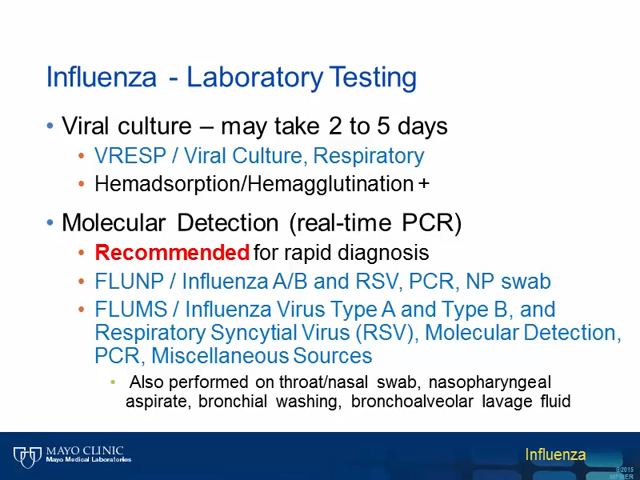 Influenza - Laboratory Testing
• Viral culture – may take 2 to 5 days
• VRESP / Viral Culture, Respiratory
• Hemadsorption/Hemagglutination +
• Molecular Detection (real-time PCR)
• Recommended for rapid diagnosis
• FLUNP / Influenza A/B and RSV, PCR, NP swab
• FLUMS / Influenza Virus Type A and Type B, and
Respiratory Syncytial Virus (RSV), Molecular Detection,
PCR, Miscellaneous Sources
• Also performed on throat/nasal swab, nasopharyngeal
aspirate, bronchial washing, bronchoalveolar lavage fluid
MAYO CLINIC
Mayo Medical Laboratories
Influenza
©2015